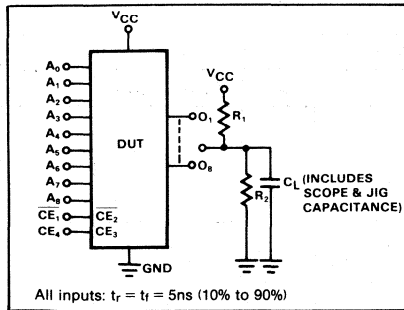 VCC
A0
A1
A2
A3
A4
A5
A6
A7
A8
CE1
CE4
CE2
CE3
DUT
O1
O8
GND
VCC
R1
R2
CL (INCLUDES
SCOPE & JIG
CAPACITANCE)
All inputs: tr = tf = 5ns (10% to 90%)